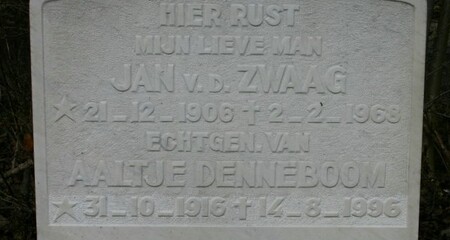 HIER RUST
MIJN LIEVE MAN
JAN v.d. ZWAAG
☆ 21-12-1906 ✝ 2-2-1968
ECHTGEN. VAN
AALTJE DENNEBOOM
☆ 31-10-1916 ✝ 14-8-1996